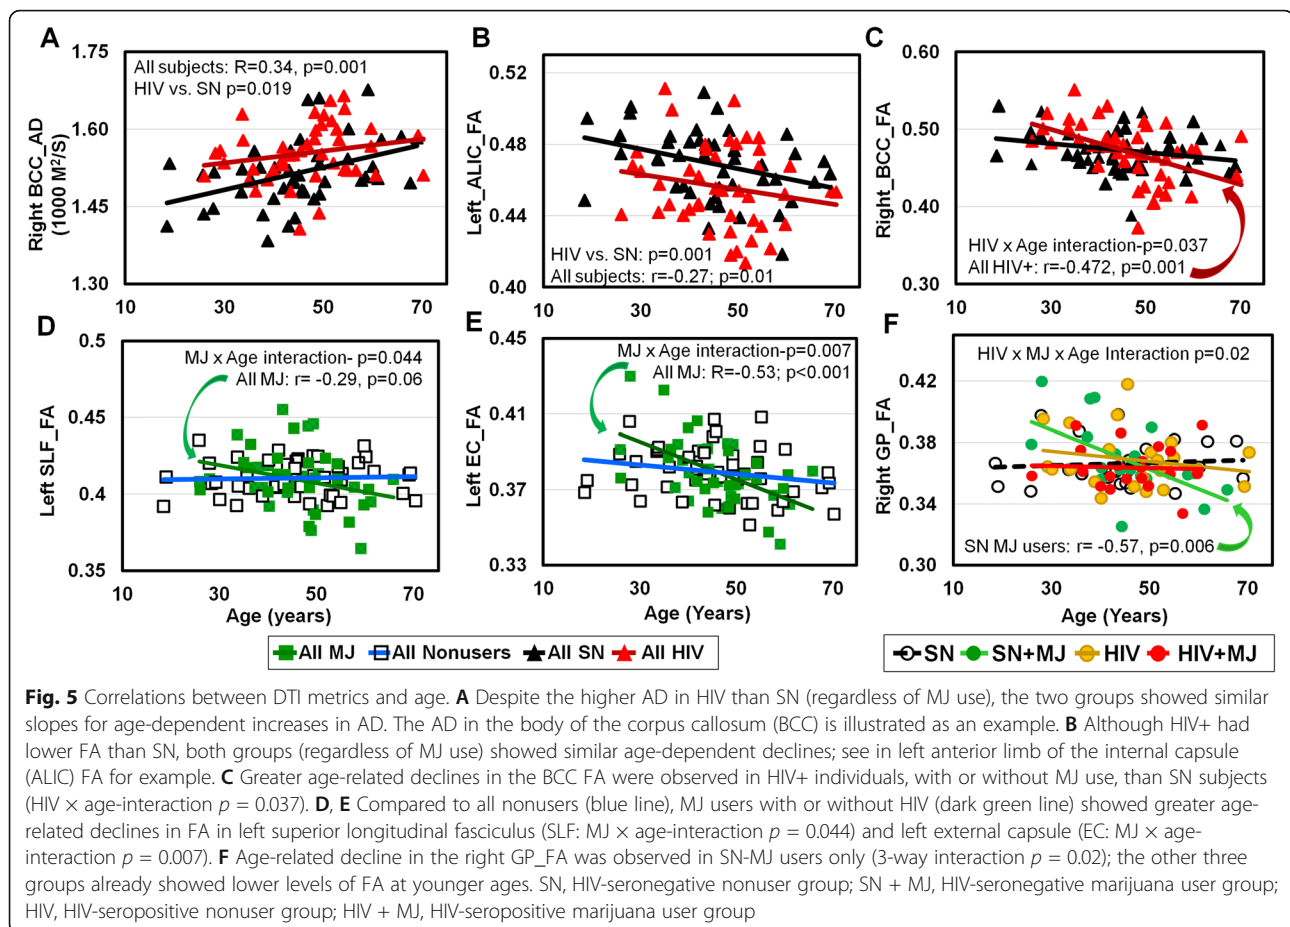 A
1.75
1.60
1.45
1.30
Right BCC_AD
(1000 M²/S)
All subjects: R=0.34, p=0.001
HIV vs. SN p=0.019
10 30 50 70
B
0.52
0.48
0.44
0.40
Left_ALIC_FA
HIV vs. SN: p=0.001
All subjects: r=-0.27; p=0.01
10 30 50 70
C
0.60
0.50
0.40
0.30
Right_BCC_FA
HIV x Age interaction-p=0.037
All HIV+: r=-0.472, p=0.001
10 30 50 70
D
0.5
0.45
0.4
0.35
Left SLF_FA
MJ x Age interaction- p=0.044
All MJ: r= -0.29, p=0.06
10 30 50 70
Age (years)
E
0.45
0.41
0.37
0.33
Left EC_FA
MJ x Age interaction-p=0.007
All MJ: R=-0.53; p<0.001
10 30 50 70
Age (Years)
F
0.42
0.38
0.34
0.30
Right GP_FA
HIV x MJ x Age Interaction p=0.02
SN MJ users: r= -0.57, p=0.006
10 30 50 70
Age (Years)
All MJ All Nonusers All SN All HIV
SN SN+MJ HIV HIV+MJ
Fig. 5 Correlations between DTI metrics and age. A Despite the higher AD in HIV than SN (regardless of MJ use), the two groups showed similar
slopes for age-dependent increases in AD. The AD in the body of the corpus callosum (BCC) is illustrated as an example. B Although HIV+ had
lower FA than SN, both groups (regardless of MJ use) showed similar age-dependent declines; see in left anterior limb of the internal capsule
(ALIC) FA for example. C Greater age-related declines in the BCC FA were observed in HIV+ individuals, with or without MJ use, than SN subjects
(HIV × age-interaction p = 0.037). D, E Compared to all nonusers (blue line), MJ users with or without HIV (dark green line) showed greater age-
related declines in FA in left superior longitudinal fasciculus (SLF: MJ × age-interaction p = 0.044) and left external capsule (EC: MJ × age-
interaction p = 0.007). F Age-related decline in the right GP_FA was observed in SN-MJ users only (3-way interaction p = 0.02); the other three
groups already showed lower levels of FA at younger ages. SN, HIV-seronegative nonuser group; SN + MJ, HIV-seronegative marijuana user group;
HIV, HIV-seropositive nonuser group; HIV + MJ, HIV-seropositive marijuana user group